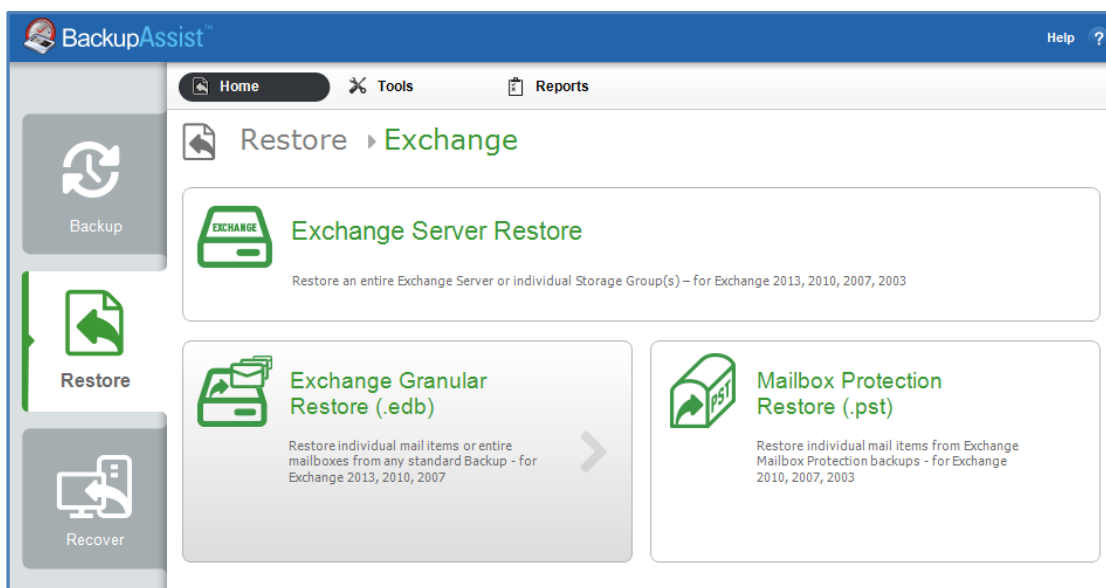 BackupAssist™
Help ?
Home
Tools
Reports
Restore
Exchange
Backup
Restore
Recover
EXCHANGE
Exchange Server Restore
Restore an entire Exchange Server or individual Storage Group(s) – for Exchange 2013, 2010, 2007, 2003
Exchange Granular
Restore (.edb)
Restore individual mail items or entire
mailboxes from any standard Backup - for
Exchange 2013, 2010, 2007
PST
Mailbox Protection
Restore (.pst)
Restore individual mail items from Exchange
Mailbox Protection backups - for Exchange
2010, 2007, 2003